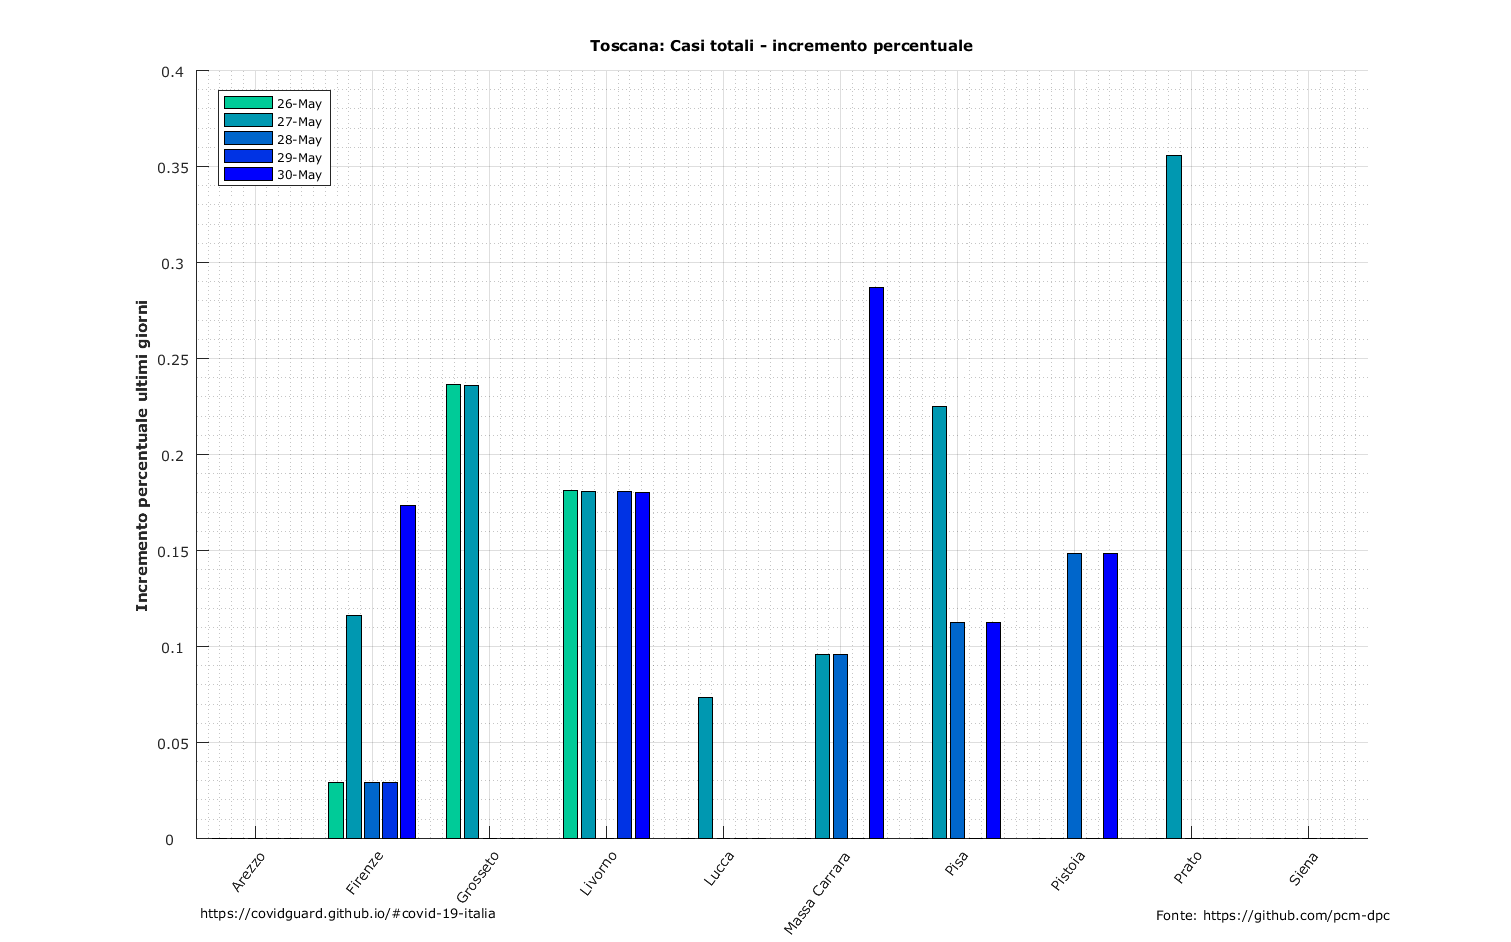 Toscana: Casi totali - incremento percentuale
0.4
0.35
0.3
0.25
0.2
0.15
0.1
0.05
0
Incremento percentuale ultimi giorni
26-May
27-May
28-May
29-May
30-May
Arezzo
Firenze
Grosseto
Livorno
Lucca
Massa Carrara
Pisa
Pistoia
Prato
Siena
https://covidguard.github.io/#covid-19-italia
Fonte: https://github.com/pcm-dpc